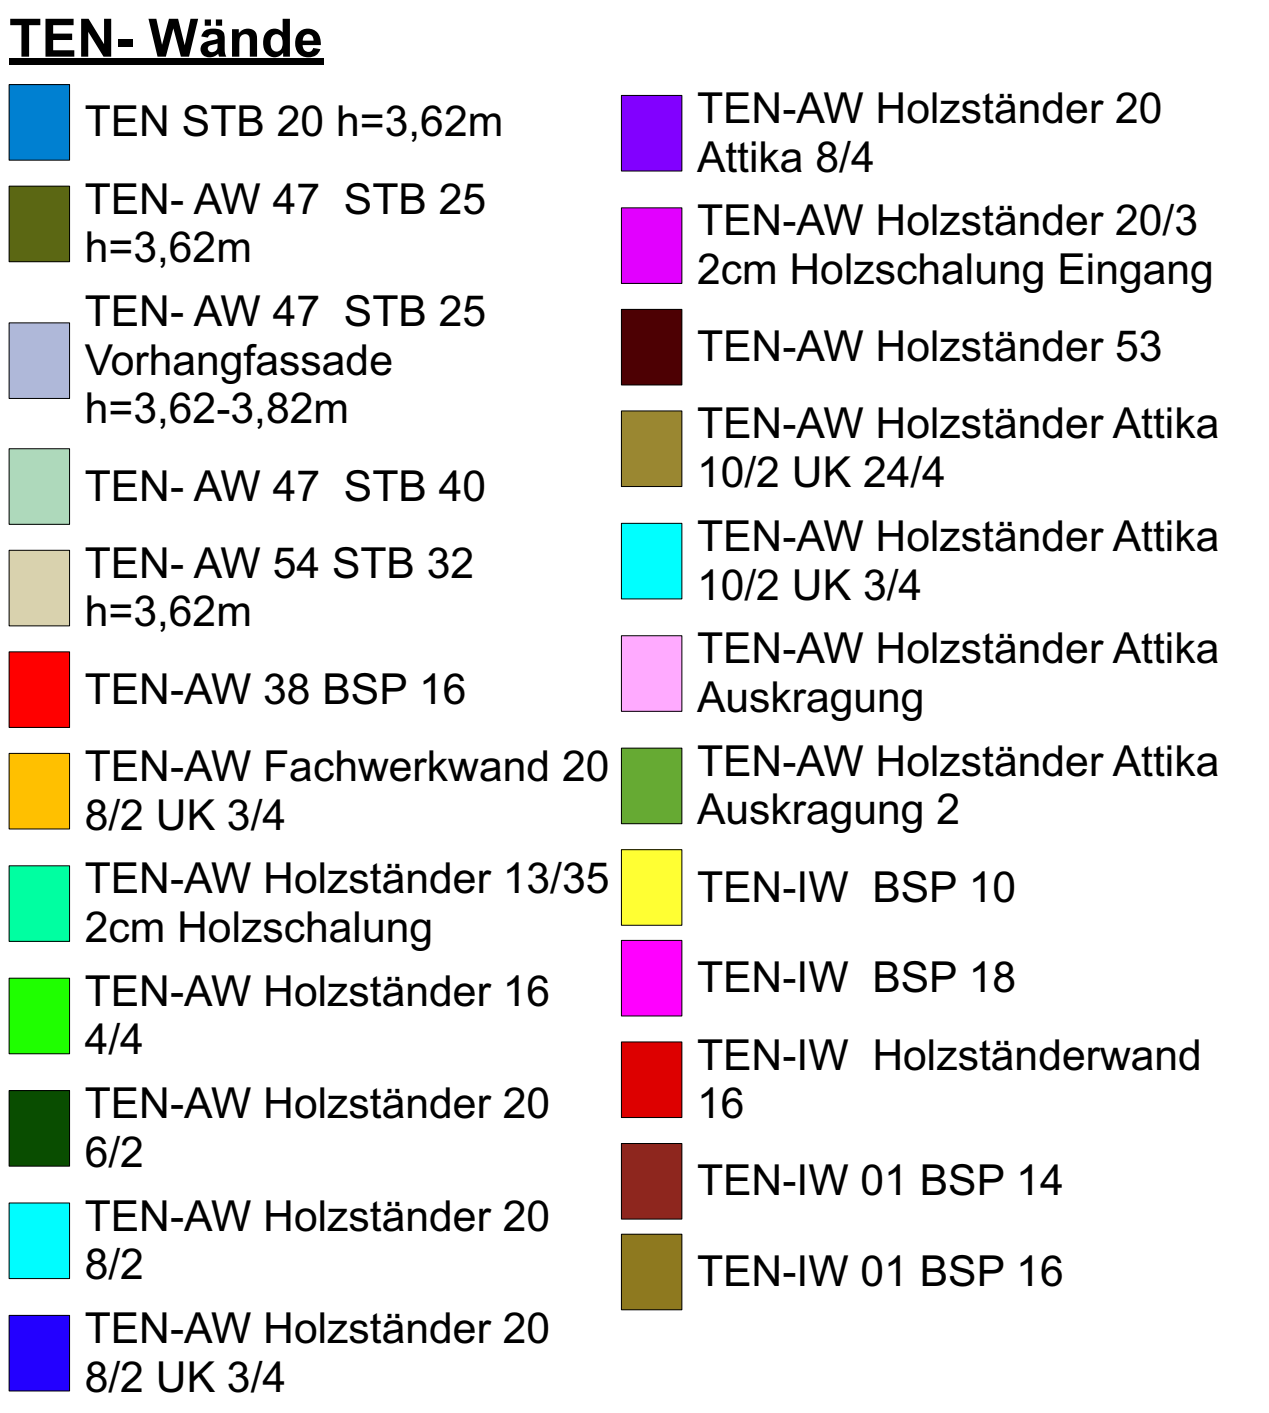 TEN- Wände
TEN STB 20 h=3,62m
TEN- AW 47  STB 25
h=3,62m
TEN- AW 47  STB 25
Vorhangfassade
h=3,62-3,82m
TEN- AW 47  STB 40
TEN- AW 54 STB 32
h=3,62m
TEN-AW 38 BSP 16
TEN-AW Fachwerkwand 20
8/2 UK 3/4
TEN-AW Holzständer 13/35
2cm Holzschalung
TEN-AW Holzständer 16
4/4
TEN-AW Holzständer 20
6/2
TEN-AW Holzständer 20
8/2
TEN-AW Holzständer 20
8/2 UK 3/4
TEN-AW Holzständer 20
Attika 8/4
TEN-AW Holzständer 20/3
2cm Holzschalung Eingang
TEN-AW Holzständer 53
TEN-AW Holzständer Attika
10/2 UK 24/4
TEN-AW Holzständer Attika
10/2 UK 3/4
TEN-AW Holzständer Attika
Auskragung
TEN-AW Holzständer Attika
Auskragung 2
TEN-IW  BSP 10
TEN-IW  BSP 18
TEN-IW  Holzständerwand
16
TEN-IW 01 BSP 14
TEN-IW 01 BSP 16